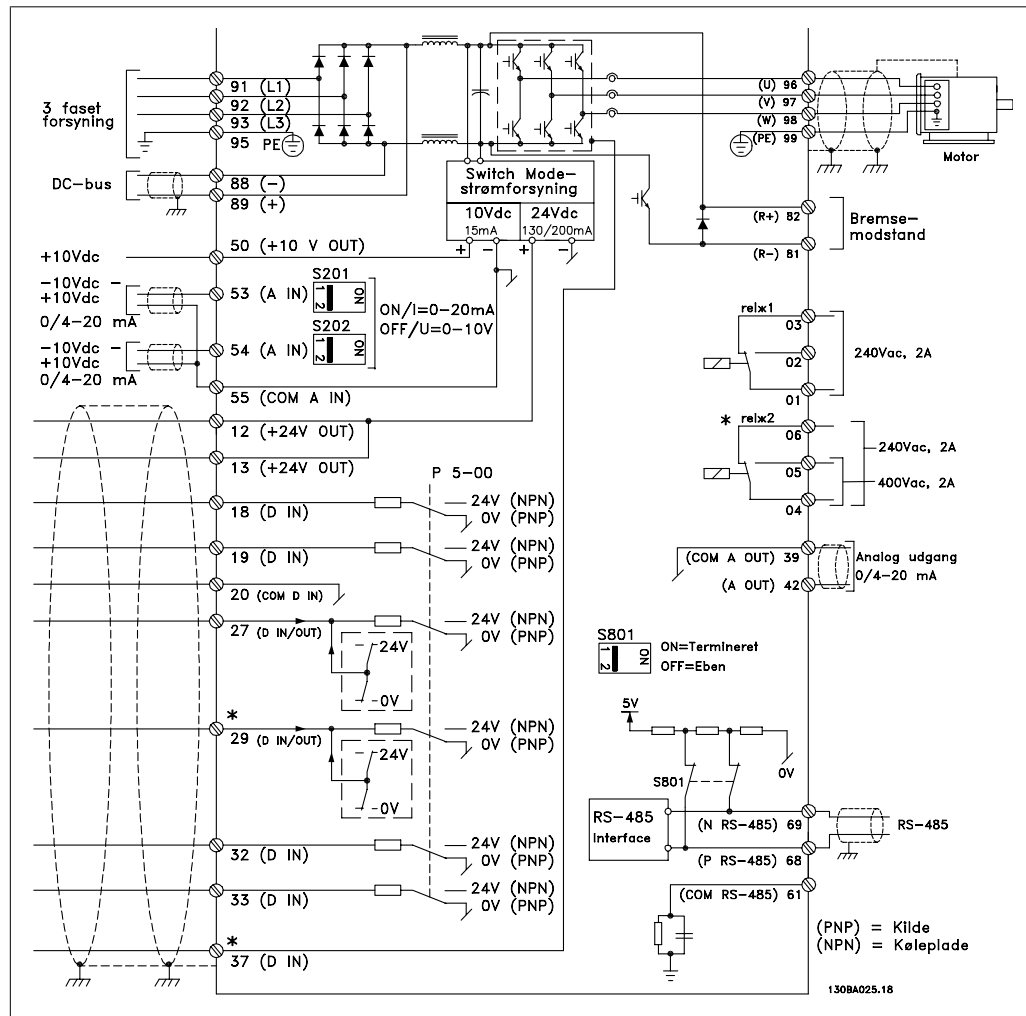 3 faset
forsyning
91 (L1)
92 (L2)
93 (L3)
95 PE
DC-bus
88 (-)
89 (+)
Switch Mode-
strømforsyning
10Vdc
15mA
24Vdc
130/200mA
+ - + -
+10Vdc
50 (+10 V OUT)
S201
1 2 ON
-10Vdc -
+10Vdc
0/4-20 mA
53 (A IN)
ON/I=0-20mA
OFF/U=0-10V
S202
1 2 ON
-10Vdc -
+10Vdc
0/4-20 mA
54 (A IN)
55 (COM A IN)
12 (+24V OUT)
13 (+24V OUT)
P 5-00
18 (D IN)
24V (NPN)
0V (PNP)
19 (D IN)
24V (NPN)
0V (PNP)
20 (COM D IN)
27 (D IN/OUT)
24V (NPN)
0V (PNP)
24V
0V
*
29 (D IN/OUT)
24V (NPN)
0V (PNP)
24V
0V
32 (D IN)
24V (NPN)
0V (PNP)
33 (D IN)
24V (NPN)
0V (PNP)
*
37 (D IN)
(U) 96
(V) 97
(W) 98
(PE) 99
Motor
(R+) 82
(R-) 81
Bremse-
modstand
relж1
03
02
01
240Vac, 2A
* relж2
06
05
04
240Vac, 2A
400Vac, 2A
(COM A OUT) 39
(A OUT) 42
Analog udgang
0/4-20 mA
S801
1 2 ON
ON=Termineret
OFF=Eben
5V
0V
S801
RS-485
Interface
(N RS-485) 69
(P RS-485) 68
(COM RS-485) 61
RS-485
(PNP) = Kilde
(NPN) = Køleplade
130BA025.18